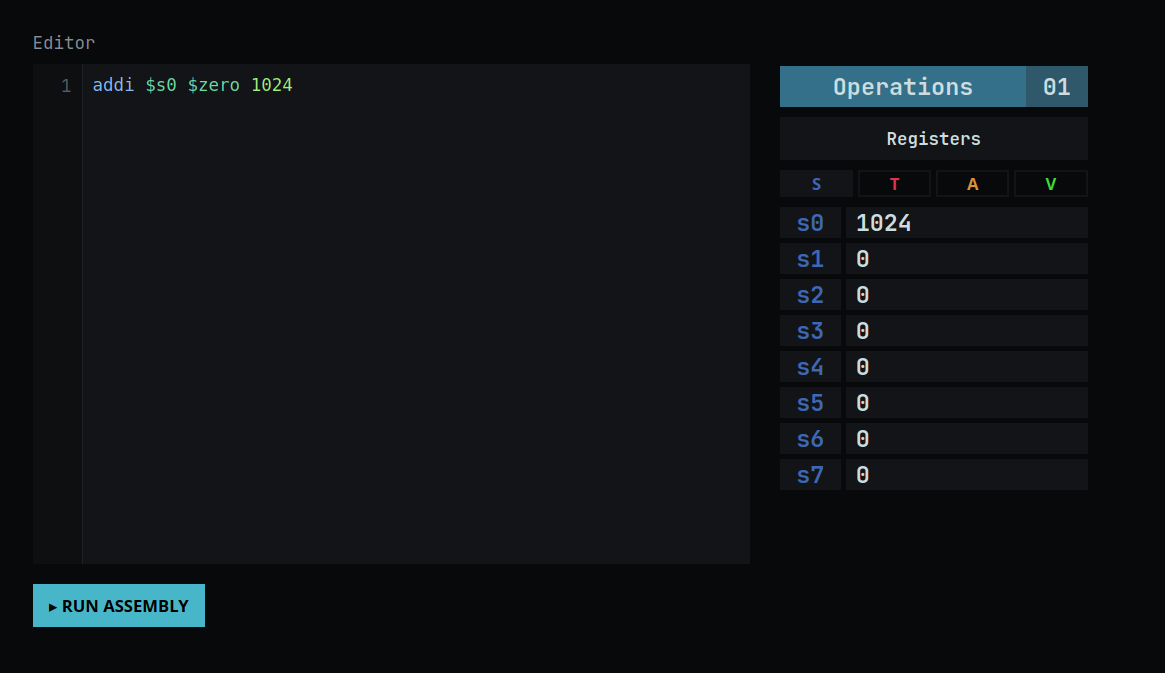 Editor
1 addi $s0 $zero 1024
Operations 01
Registers
S T A V
s0 1024
s1 0
s2 0
s3 0
s4 0
s5 0
s6 0
s7 0
▸ RUN ASSEMBLY